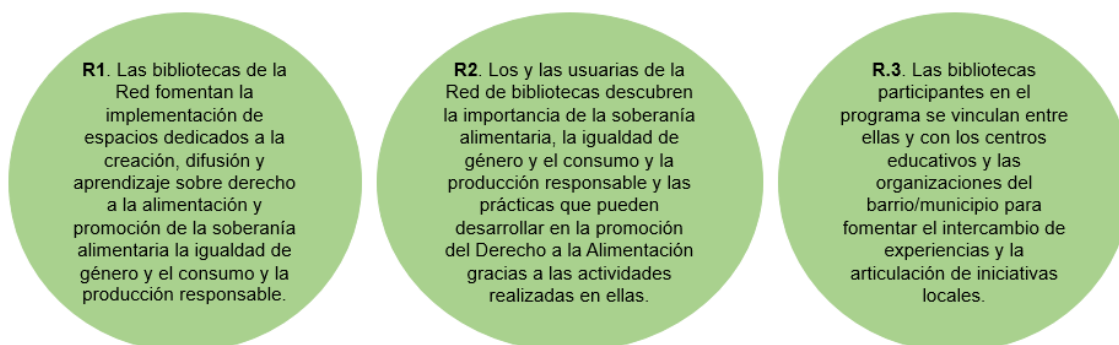 R1. Las bibliotecas de la
Red fomentan la
implementación de
espacios dedicados a la
creación, difusión y
aprendizaje sobre derecho
a la alimentación y
promoción de la soberanía
alimentaria la igualdad de
género y el consumo y la
producción responsable.
R2. Los y las usuarias de la
Red de bibliotecas descubren
la importancia de la soberanía
alimentaria, la igualdad de
género y el consumo y la
producción responsable y las
prácticas que pueden
desarrollar en la promoción
del Derecho a la Alimentación
gracias a las actividades
realizadas en ellas.
R.3. Las bibliotecas
participantes en el
programa se vinculan entre
ellas y con los centros
educativos y las
organizaciones del
barrio/municipio para
fomentar el intercambio de
experiencias y la
articulación de iniciativas
locales.